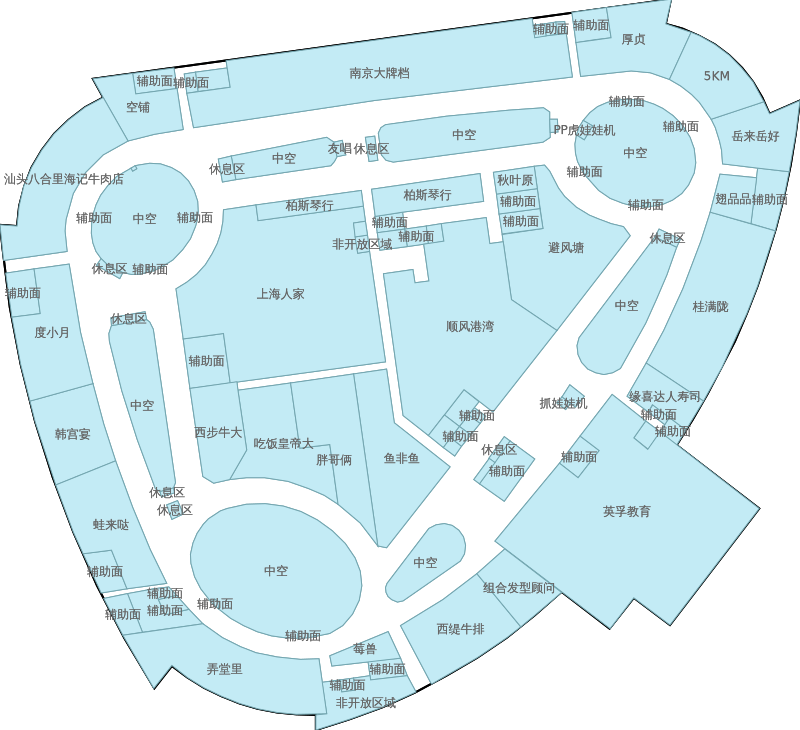 辅助面
辅助面
厚贞
南京大牌档
5KM
辅助面
辅助面
空铺
辅助面
辅助面
PP虎娃娃机
中空
岳来岳好
友唱
休息区
中空
中空
休息区
辅助面
汕头八合里海记牛肉店
秋叶原
柏斯琴行
柏斯琴行
辅助面
辅助面
翅品品
辅助面
辅助面
中空
辅助面
辅助面
辅助面
辅助面
非开放区域
休息区
避风塘
休息区
辅助面
辅助面
上海人家
中空
桂满陇
休息区
顺风港湾
度小月
辅助面
中空
抓娃娃机
缘喜达人寿司
辅助面
辅助面
韩宫宴
西步牛大
吃饭皇帝大
辅助面
辅助面
休息区
胖哥俩
鱼非鱼
辅助面
辅助面
休息区
休息区
英孚教育
蛙来哒
中空
中空
辅助面
组合发型顾问
辅助面
辅助面
辅助面
辅助面
西缇牛排
辅助面
莓兽
弄堂里
辅助面
辅助面
非开放区域